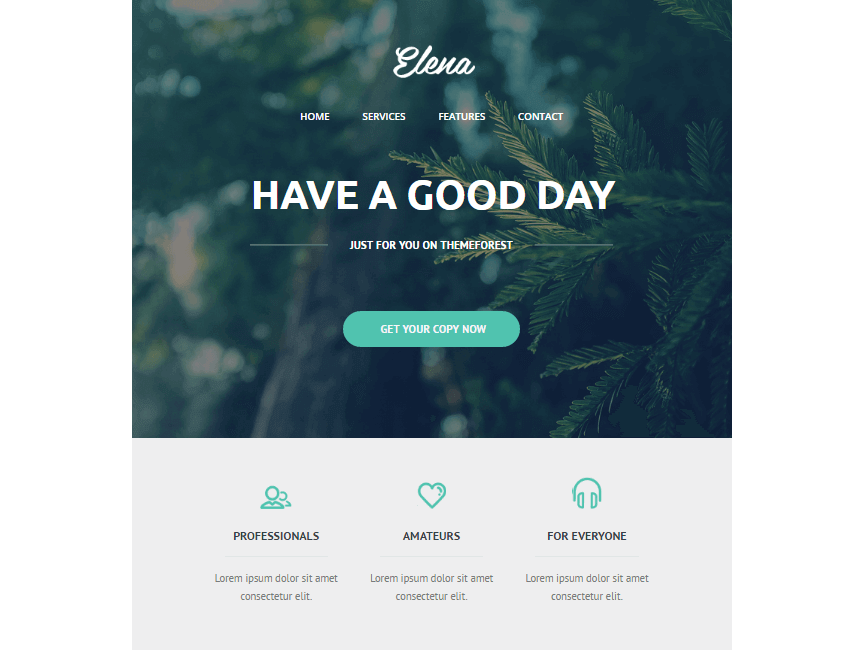 Elena
HOME SERVICES FEATURES CONTACT
HAVE A GOOD DAY
JUST FOR YOU ON THEMEFOREST
GET YOUR COPY NOW
PROFESSIONALS
Lorem ipsum dolor sit amet
consectetur elit.
AMATEURS
Lorem ipsum dolor sit amet
consectetur elit.
FOR EVERYONE
Lorem ipsum dolor sit amet
consectetur elit.